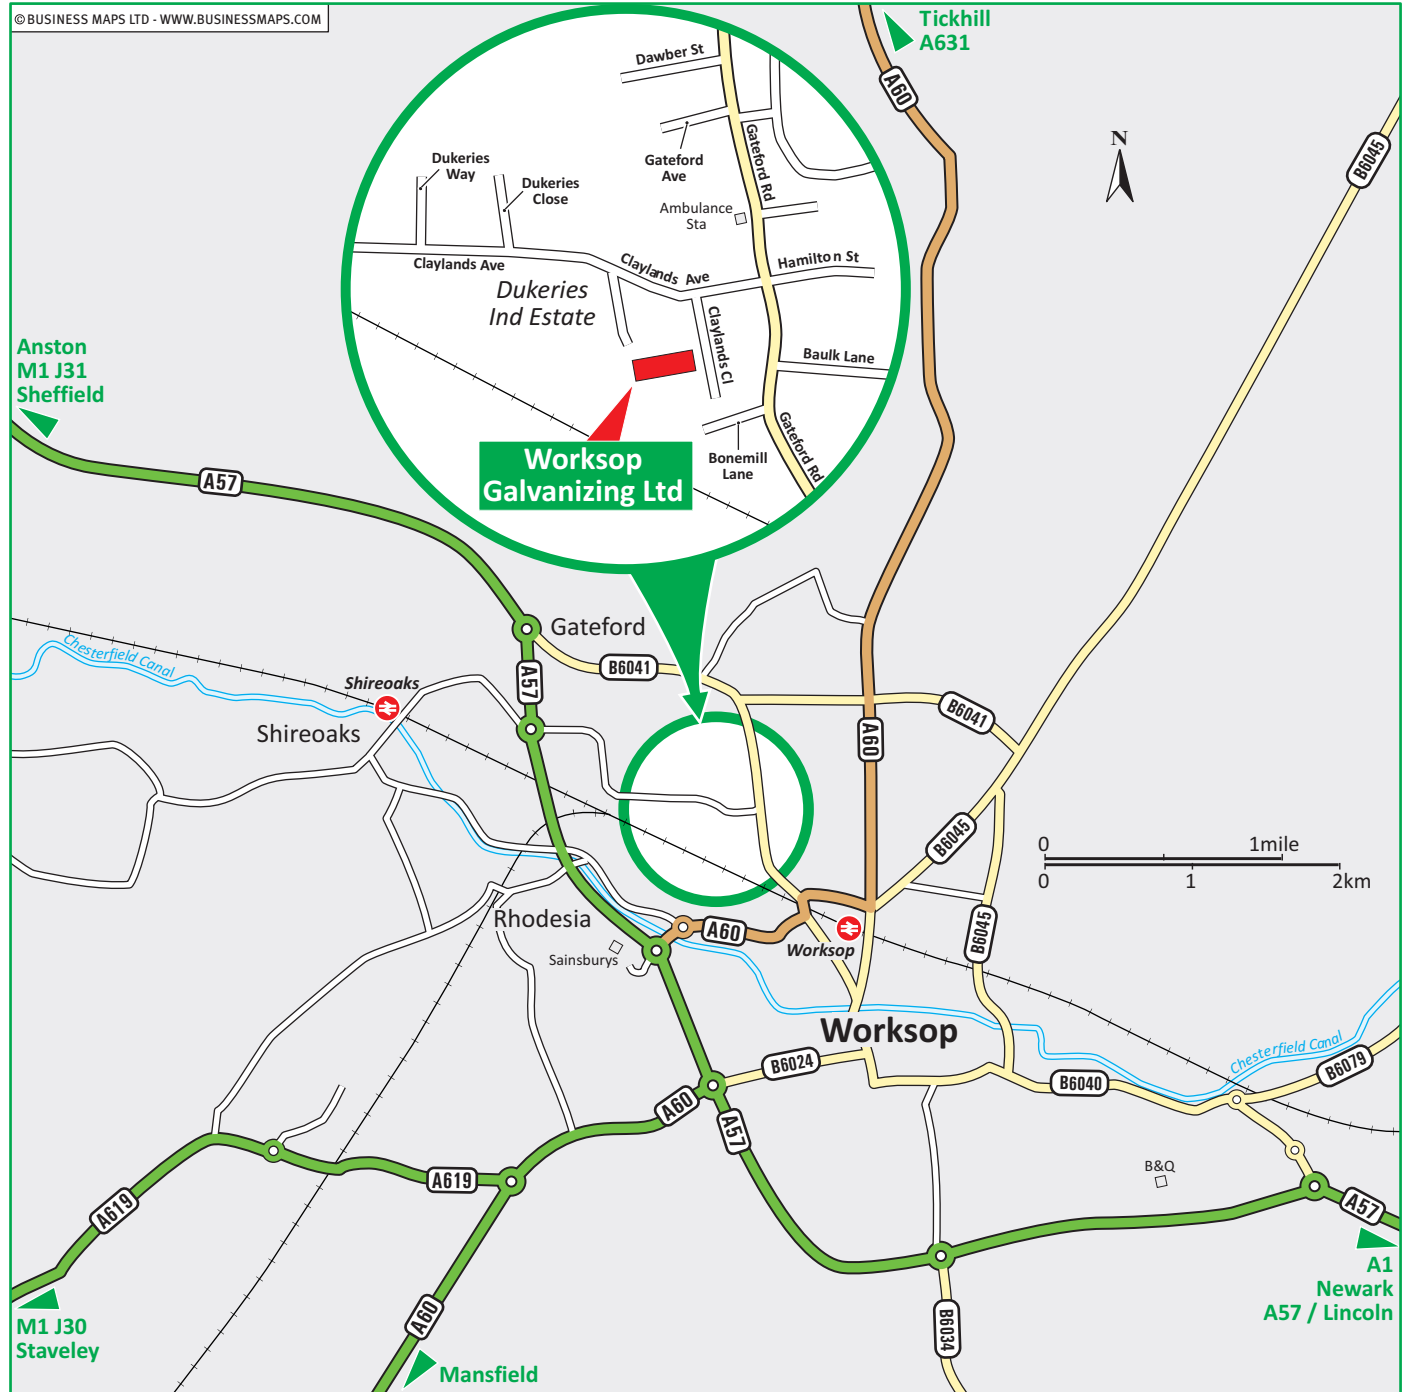 © BUSINESS MAPS LTD - WWW.BUSINESSMAPS.COM
Tickhill
A631
A60
B6045
N
Dawber St
Gateford
Ave
Gateford Rd
Dukeries
Way
Dukeries
Close
Ambulance
Sta
Claylands Ave
Claylands Ave
Hamilton St
Dukeries
Ind Estate
Claylands Cl
Baulk Lane
Gateford Rd
Bonemill
Lane
Worksop
Galvanizing Ltd
Anston
M1 J31
Sheffield
A57
Gateford
B6041
A57
Chesterfield Canal
Shireoaks
Shireoaks
B6041
A60
B6045
0 1mile
0 1 2km
Rhodesia
Sainsburys
A60
Worksop
B6045
Worksop
B6024
B6040
Chesterfield Canal
B6079
A60
A57
A619
A619
B&Q
A57
A1
Newark
A57 / Lincoln
M1 J30
Staveley
A60
Mansfield
B6034